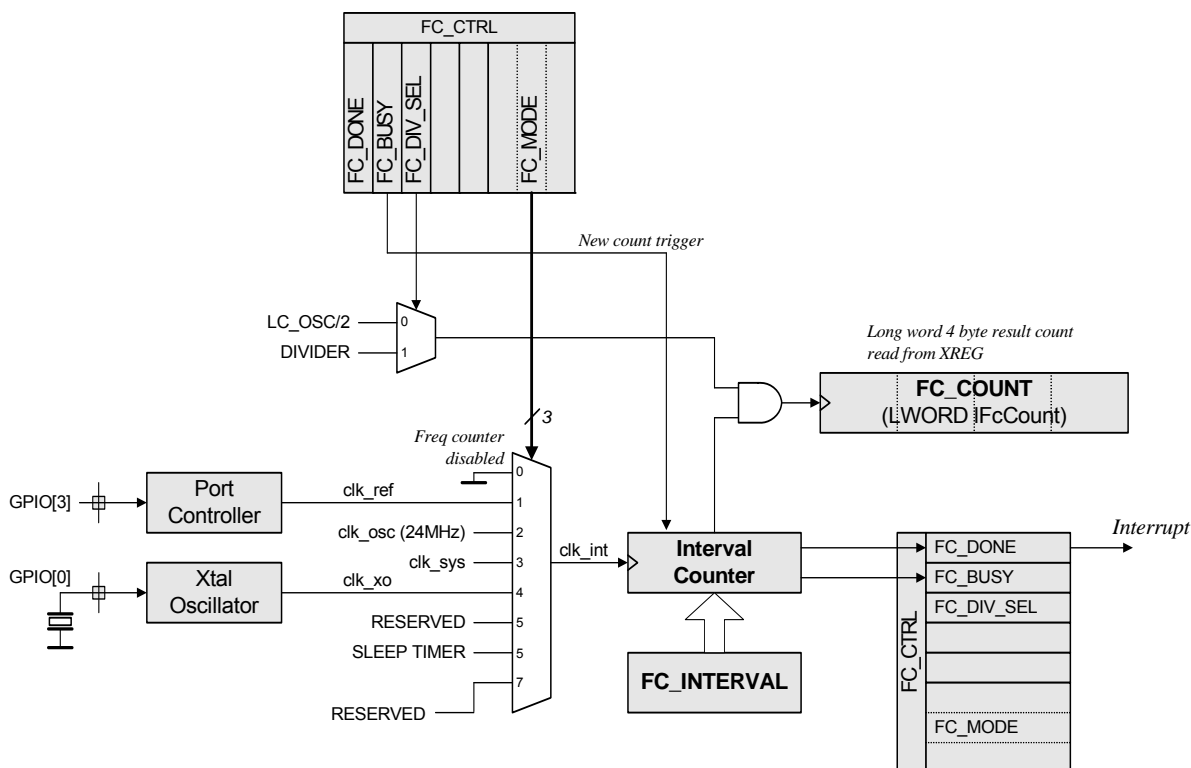 FC_CTRL
FC_DONE
FC_BUSY
FC_DIV_SEL
FC_MODE
New count trigger
LC_OSC/2
0
DIVIDER
1
Long word 4 byte result count
read from XREG
FC_COUNT
(LWORD lFcCount)
3
Freq counter
disabled
0
GPIO[3]
Port
Controller
clk_ref
1
clk_osc (24MHz)
2
clk_sys
3
clk_int
GPIO[0]
Xtal
Oscillator
clk_xo
4
RESERVED
5
SLEEP TIMER
5
RESERVED
7
Interval
Counter
FC_INTERVAL
FC_CTRL
FC_DONE
Interrupt
FC_BUSY
FC_DIV_SEL
FC_MODE